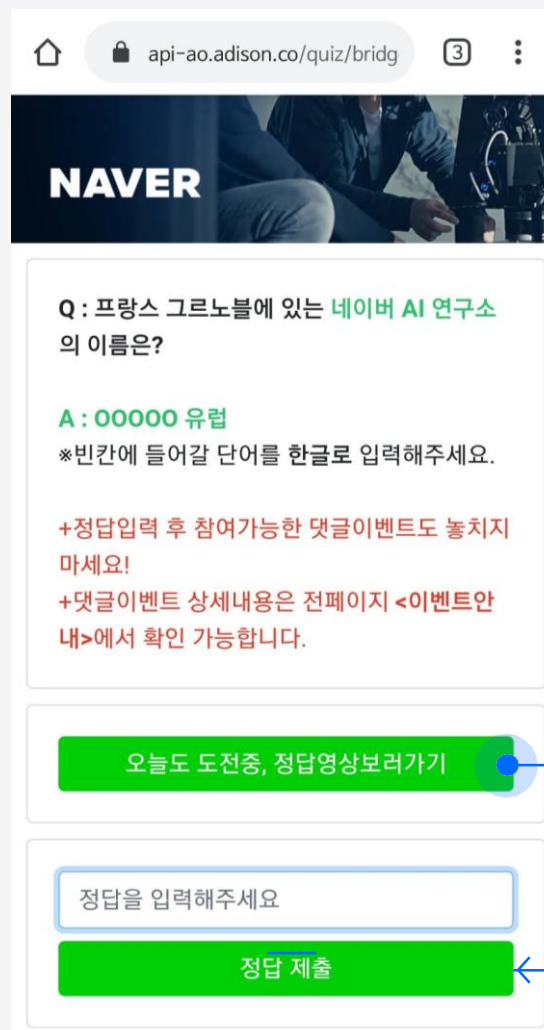 api-ao.adison.co/quiz/bridg
3
NAVER
Q : 프랑스 그르노블에 있는 네이버 AI 연구소
의 이름은?
A : OOOOO 유럽
※빈칸에 들어갈 단어를 한글로 입력해주세요.
+정답입력 후 참여가능한 댓글이벤트도 놓치지
마세요!
+댓글이벤트 상세내용은 전페이지 <이벤트안
내>에서 확인 가능합니다.
오늘도 도전중, 정답영상보러가기
정답을 입력해주세요
정답 제출